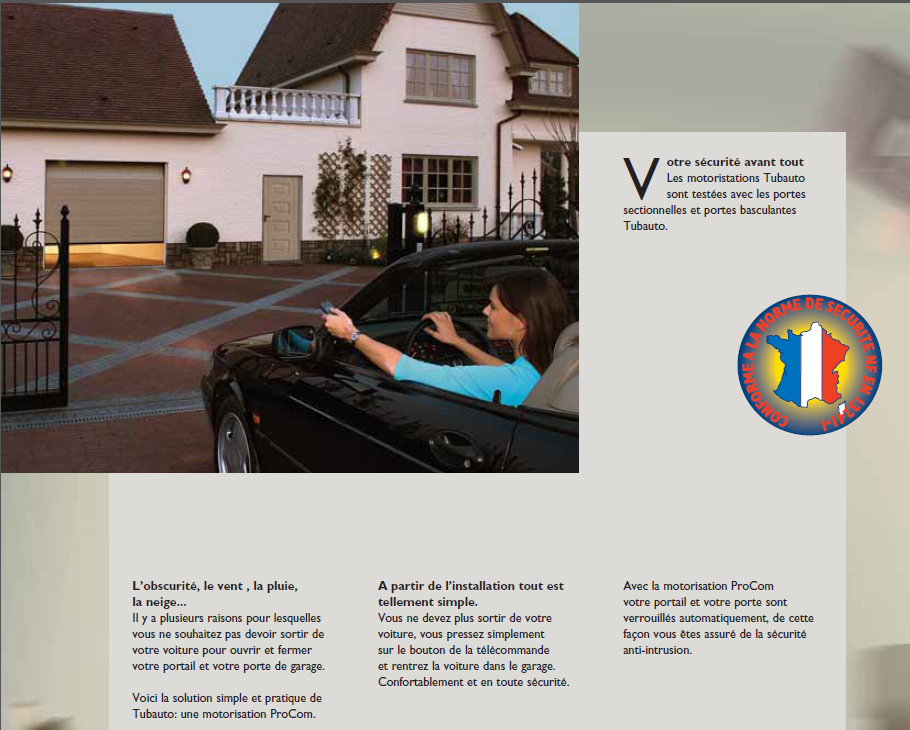 Votre sécurité avant tout
Les motoristations Tubauto
sont testées avec les portes
sectionnelles et portes basculantes
Tubauto.
CONFORME A LA NORME DE SECURITE NF EN 13241-1
L'obscurité, le vent , la pluie,
la neige...
Il y a plusieurs raisons pour lesquelles
vous ne souhaitez pas devoir sortir de
votre voiture pour ouvrir et fermer
votre portail et votre porte de garage.
Voici la solution simple et pratique de
Tubauto: une motorisation ProCom.
A partir de l'installation tout est
tellement simple.
Vous ne devez plus sortir de votre
voiture, vous pressez simplement
sur le bouton de la télécommande
et rentrez la voiture dans le garage.
Confortablement et en toute sécurité.
Avec la motorisation ProCom
votre portail et votre porte sont
verrouillés automatiquement, de cette
façon vous êtes assuré de la sécurité
anti-intrusion.